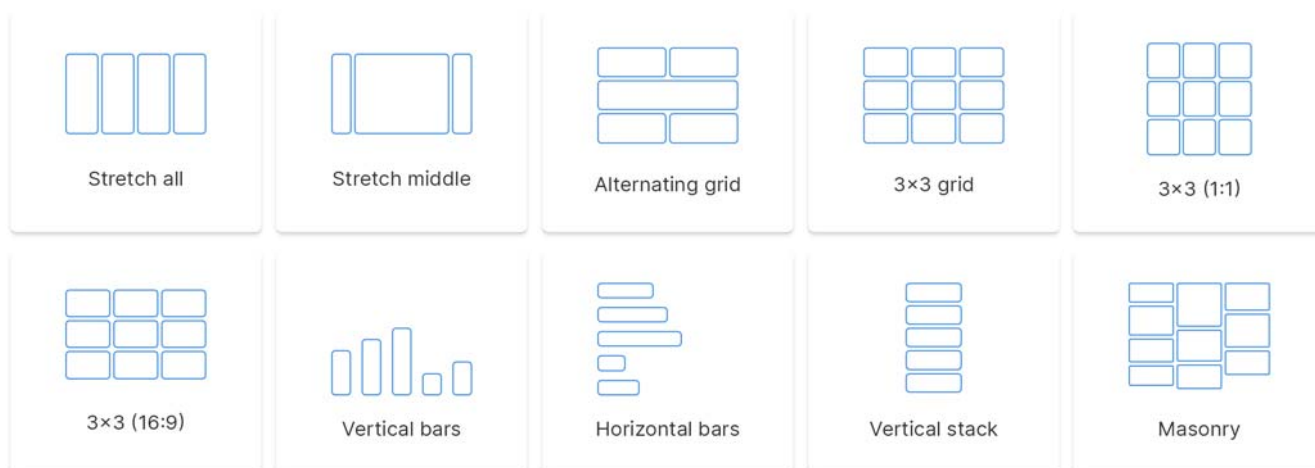 Stretch all
Stretch middle
Alternating grid
3×3 grid
3×3 (1:1)
3×3 (16:9)
Vertical bars
Horizontal bars
Vertical stack
Masonry